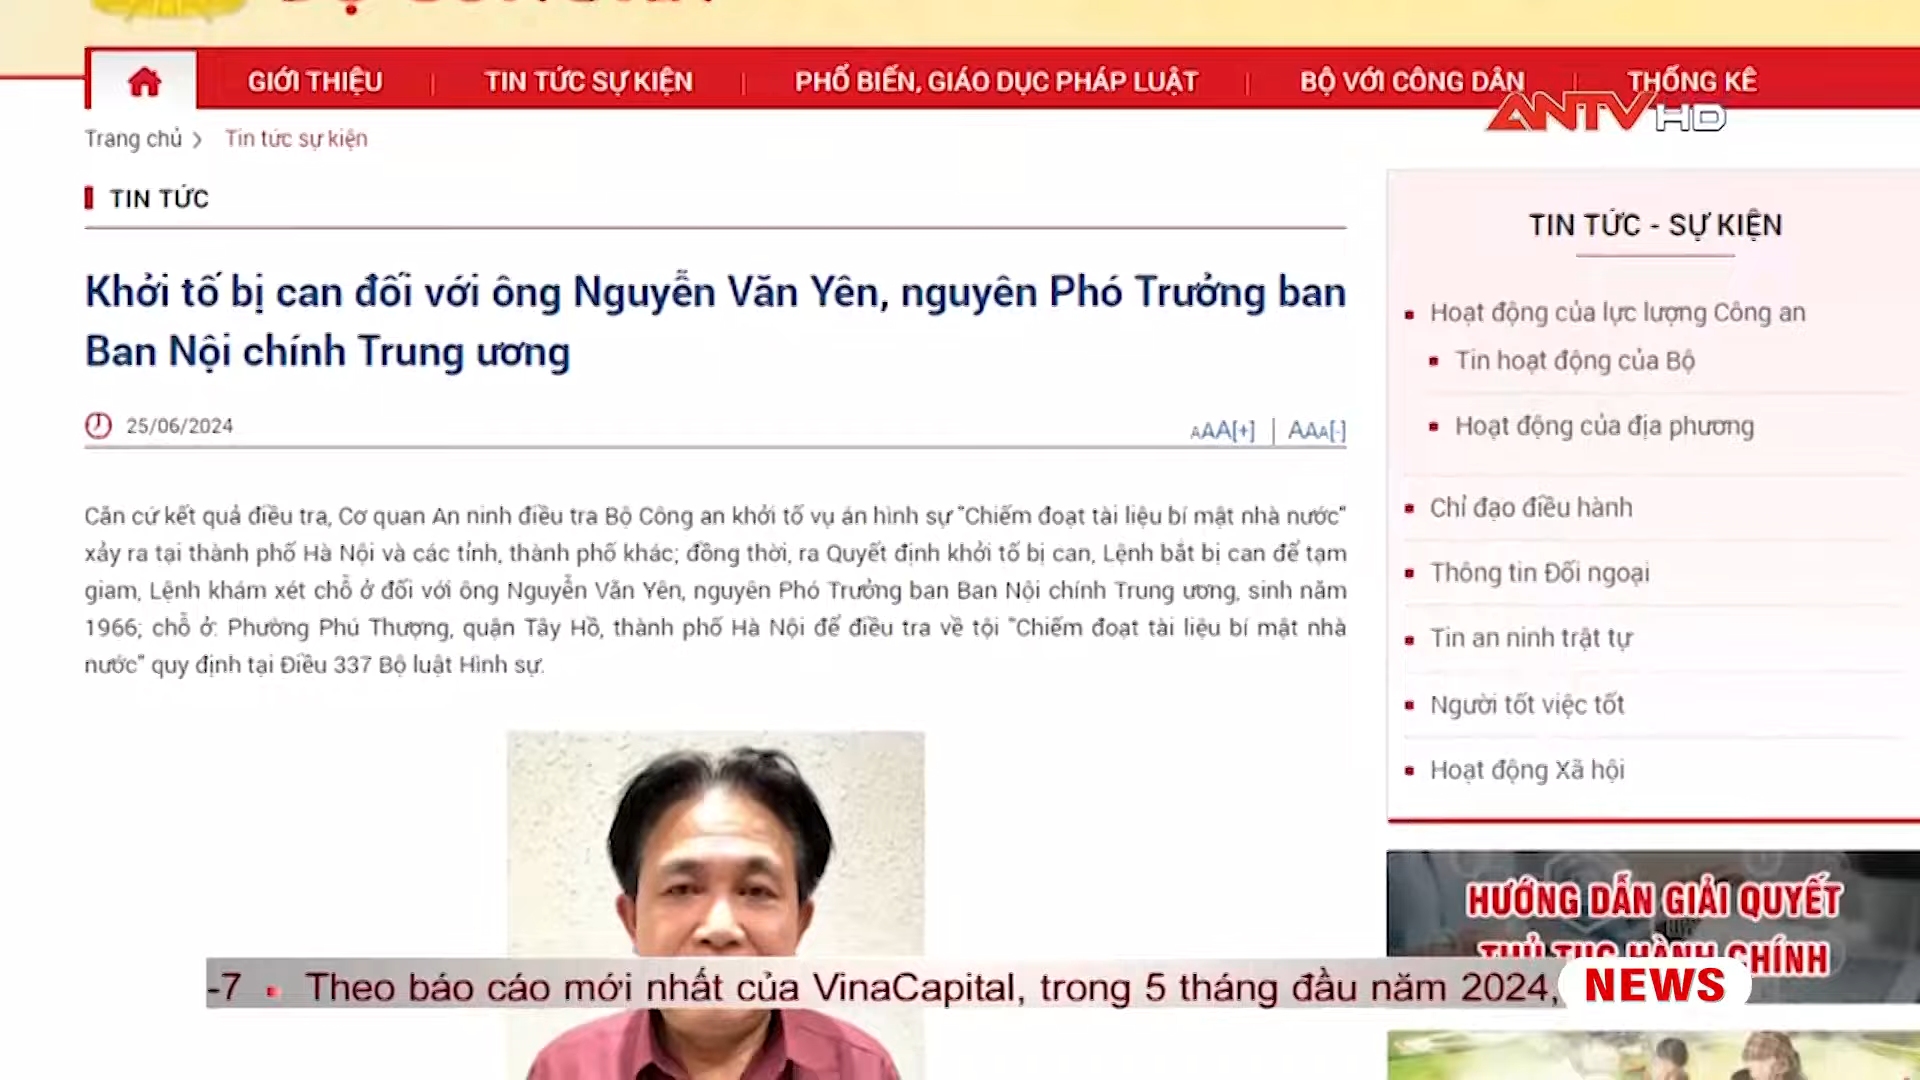 GIỚI THIỆU
TIN TỨC SỰ KIỆN
PHỔ BIẾN, GIÁO DỤC PHÁP LUẬT
BỘ VỚI CÔNG DÂN
THỐNG KÊ
ANTV HD
Trang chủ
Tin tức sự kiện
TIN TỨC
Khởi tố bị can đối với ông Nguyễn Văn Yên, nguyên Phó Trưởng ban
Ban Nội chính Trung ương
25/06/2024
AAA[+] | AAA[-]
Căn cứ kết quả điều tra, Cơ quan An ninh điều tra Bộ Công an khởi tố vụ án hình sự "Chiếm đoạt tài liệu bí mật nhà nước"
xảy ra tại thành phố Hà Nội và các tỉnh, thành phố khác; đồng thời, ra Quyết định khởi tố bị can, Lệnh bắt bị can để tạm
giam, Lệnh khám xét chỗ ở đối với ông Nguyễn Văn Yên, nguyên Phó Trưởng ban Ban Nội chính Trung ương, sinh năm
1966; chỗ ở: Phường Phú Thượng, quận Tây Hồ, thành phố Hà Nội để điều tra về tội "Chiếm đoạt tài liệu bí mật nhà
nước" quy định tại Điều 337 Bộ luật Hình sự.
TIN TỨC - SỰ KIỆN
Hoạt động của lực lượng Công an
Tin hoạt động của Bộ
Hoạt động của địa phương
Chỉ đạo điều hành
Thông tin Đối ngoại
Tin an ninh trật tự
Người tốt việc tốt
Hoạt động Xã hội
HƯỚNG DẪN GIẢI QUYẾT
THỦ TỤC HÀNH CHÍNH
-7 ▪ Theo báo cáo mới nhất của VinaCapital, trong 5 tháng đầu năm 2024,
NEWS